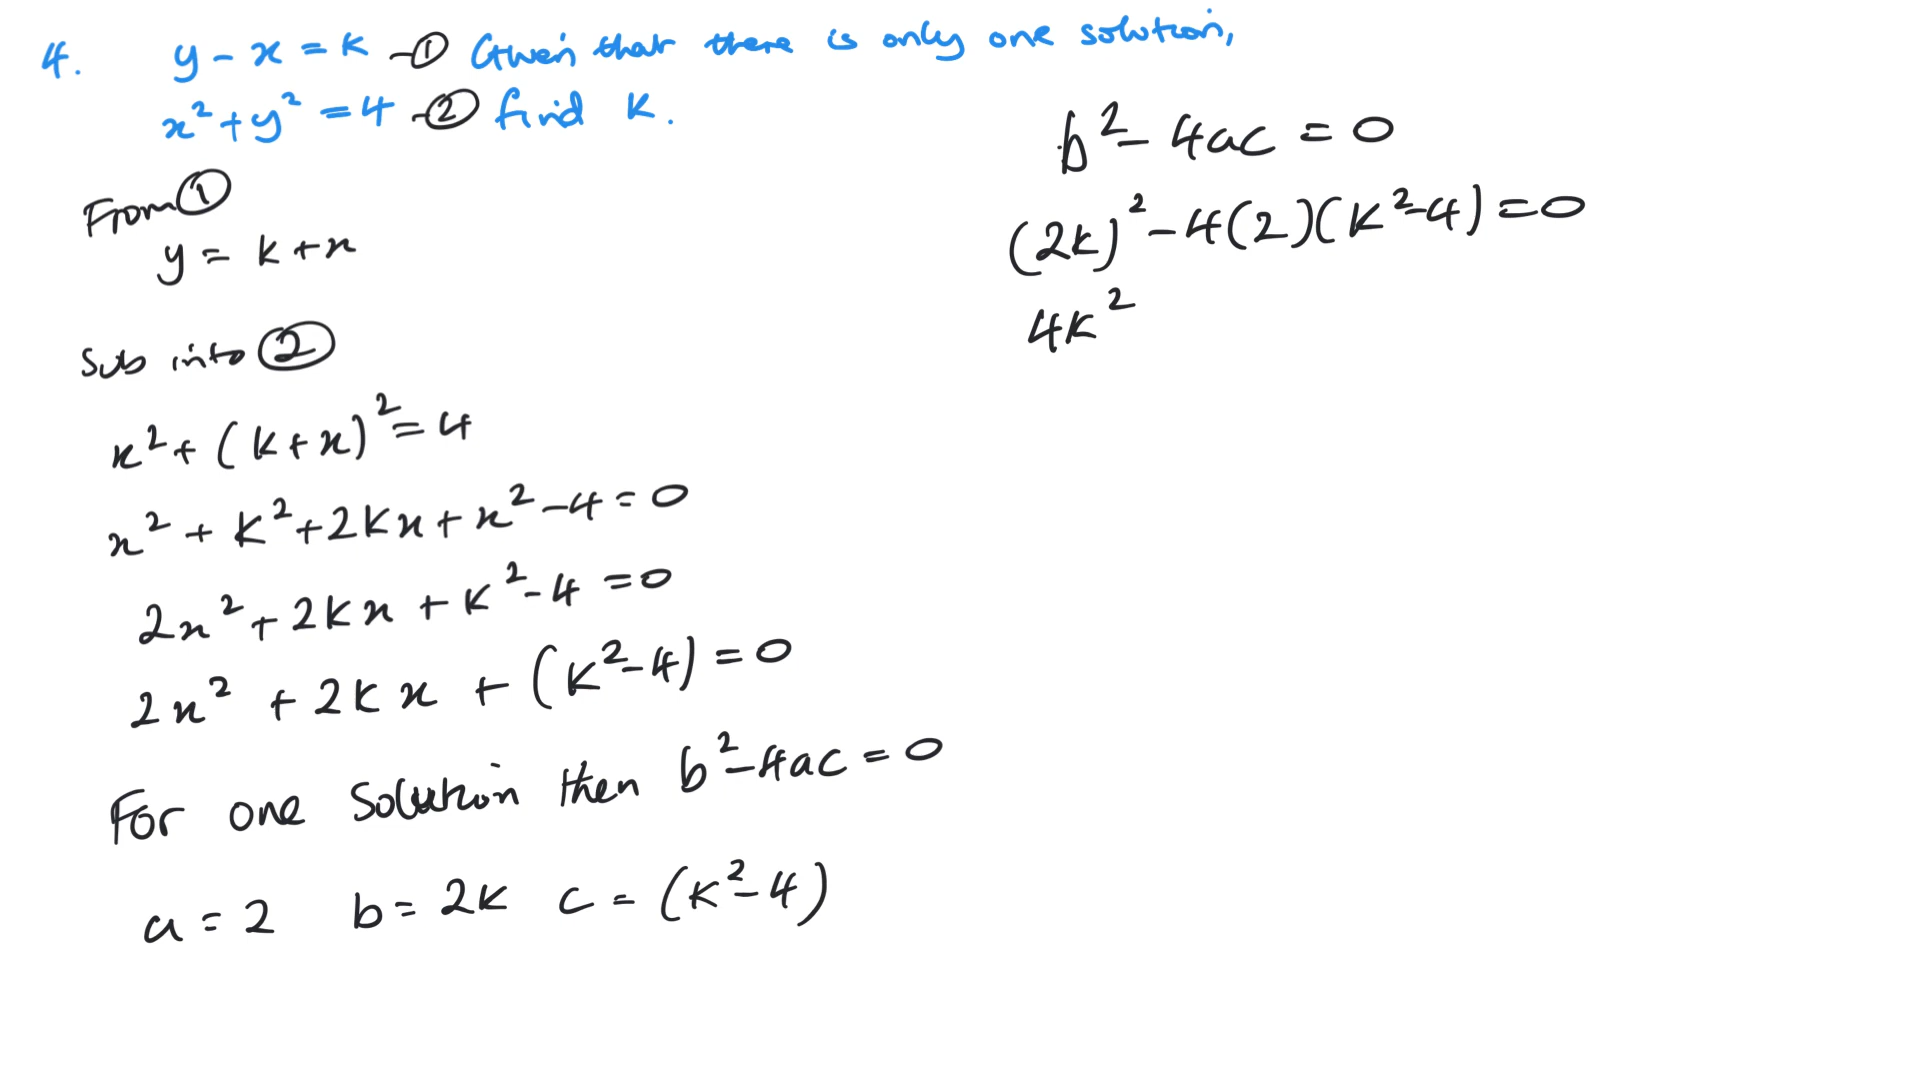 4. y - x = k -① Given that there is only one solution,
x² + y² = 4 -② find k.
From ①
y = k + x
Sub into ②
x² + (k + x)² = 4
x² + k² + 2kx + x² - 4 = 0
2x² + 2kx + k² - 4 = 0
2x² + 2kx + (k² - 4) = 0
For one solution then b² - 4ac = 0
a = 2 b = 2k c = (k² - 4)
b² - 4ac = 0
(2k)² - 4(2)(k² - 4) = 0
4k²